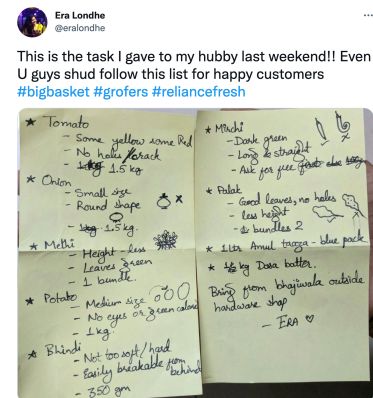 Era Londhe
@eralondhe
This is the task I gave to my hubby last weekend!! Even
U guys shud follow this list for happy customers
#bigbasket #grofers #reliancefresh
★ Tomato
- Some yellow some Red
- No holes /crack
- 1.5 kg
★ Onion
- Small size
- Round shape
- 1.5 kg.
★ Methi
- Height - less
- Leaves green
- 1 bundle.
★ Potato
- Medium size
- No eyes or green color
- 1 kg.
★ Bhindi
- Not too soft / hard
- Easily breakable from behind
- 350 gm
★ Mirchi
- Dark green
- Long & straight
- Ask for free
★ Palak
- Good leaves, no holes
- less height
- bundles 2
★ 1 ltr Amul taaza - blue pack
★ kg Dosa batter.
Bring from bhajiwala outside
hardware shop
- ERA ♡